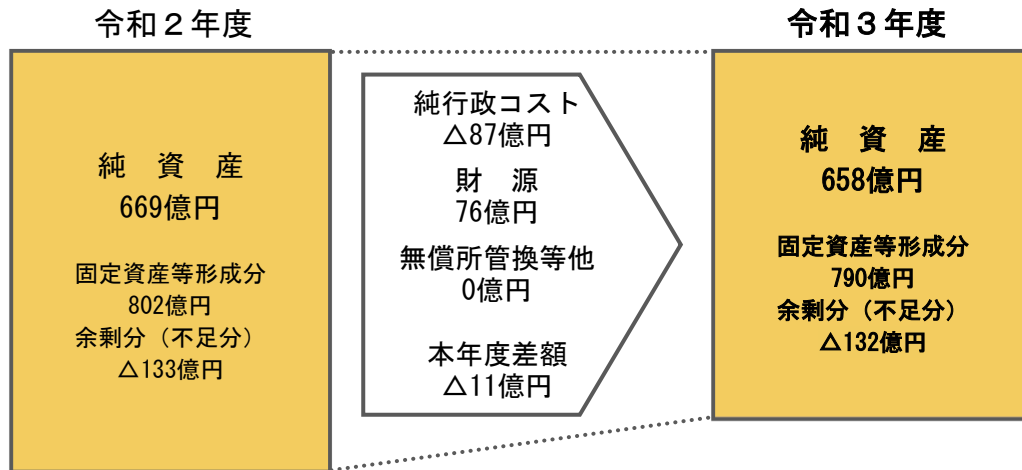 令和２年度
純　資　産
669億円
固定資産等形成分
802億円
余剰分（不足分）
△133億円
純行政コスト
△87億円
財　源
76億円
無償所管換等他
0億円
本年度差額
△11億円
令和３年度
純　資　産
658億円
固定資産等形成分
790億円
余剰分（不足分）
△132億円